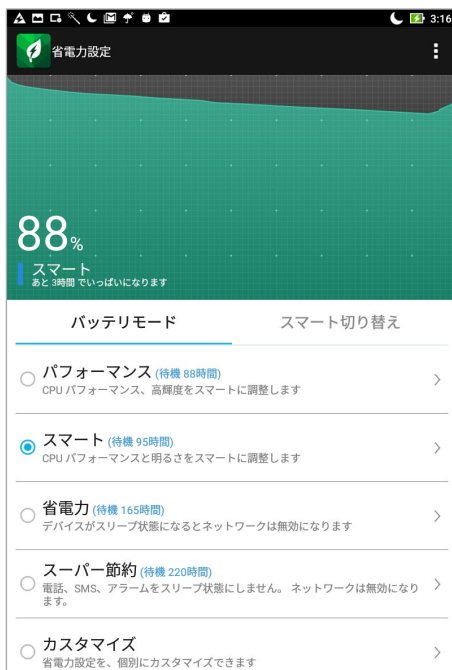 3:16
省電力設定
88%
スマート
あと 3時間 でいっぱいになります
バッテリモード
スマート切り替え
パフォーマンス (待機 88時間)
CPU パフォーマンス、高輝度をスマートに調整します
スマート (待機 95時間)
CPU パフォーマンスと明るさをスマートに調整します
省電力 (待機 165時間)
デバイスがスリープ状態になるとネットワークは無効になります
スーパー節約 (待機 220時間)
電話、SMS、アラームをスリープ状態にしません。 ネットワークは無効になり
ます。
カスタマイズ
省電力設定を、個別にカスタマイズできます